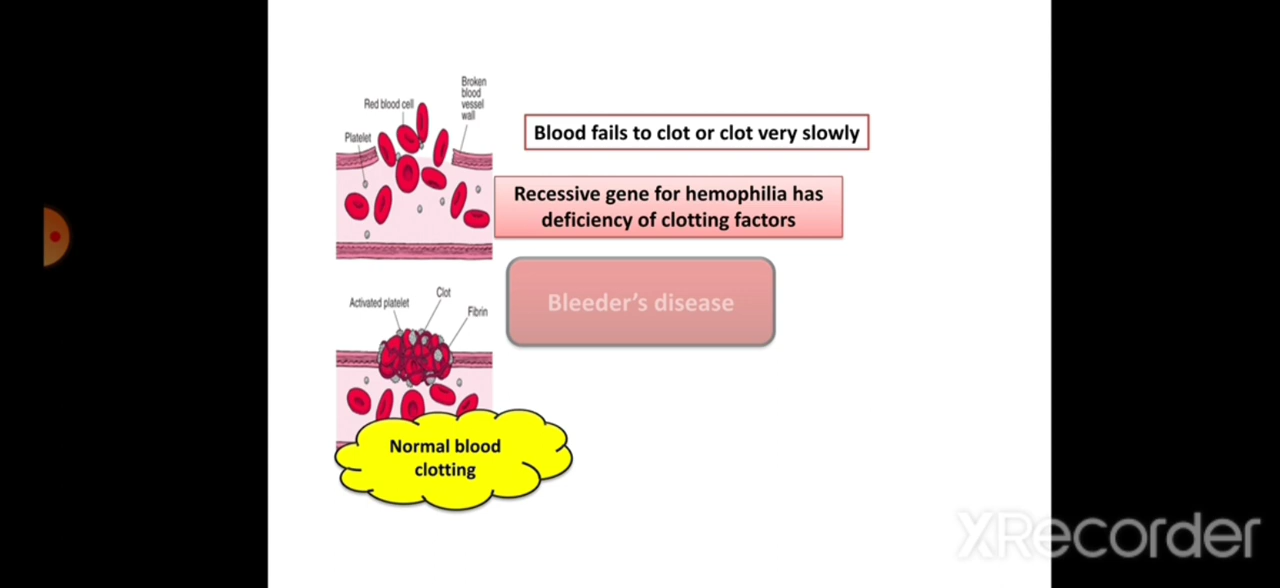 Broken
blood
vessel
wall
Red blood cell
Platelet
Blood fails to clot or clot very slowly
Recessive gene for hemophilia has
deficiency of clotting factors
Bleeder's disease
Clot
Activated platelet
Fibrin
Normal blood
clotting
XRecorder